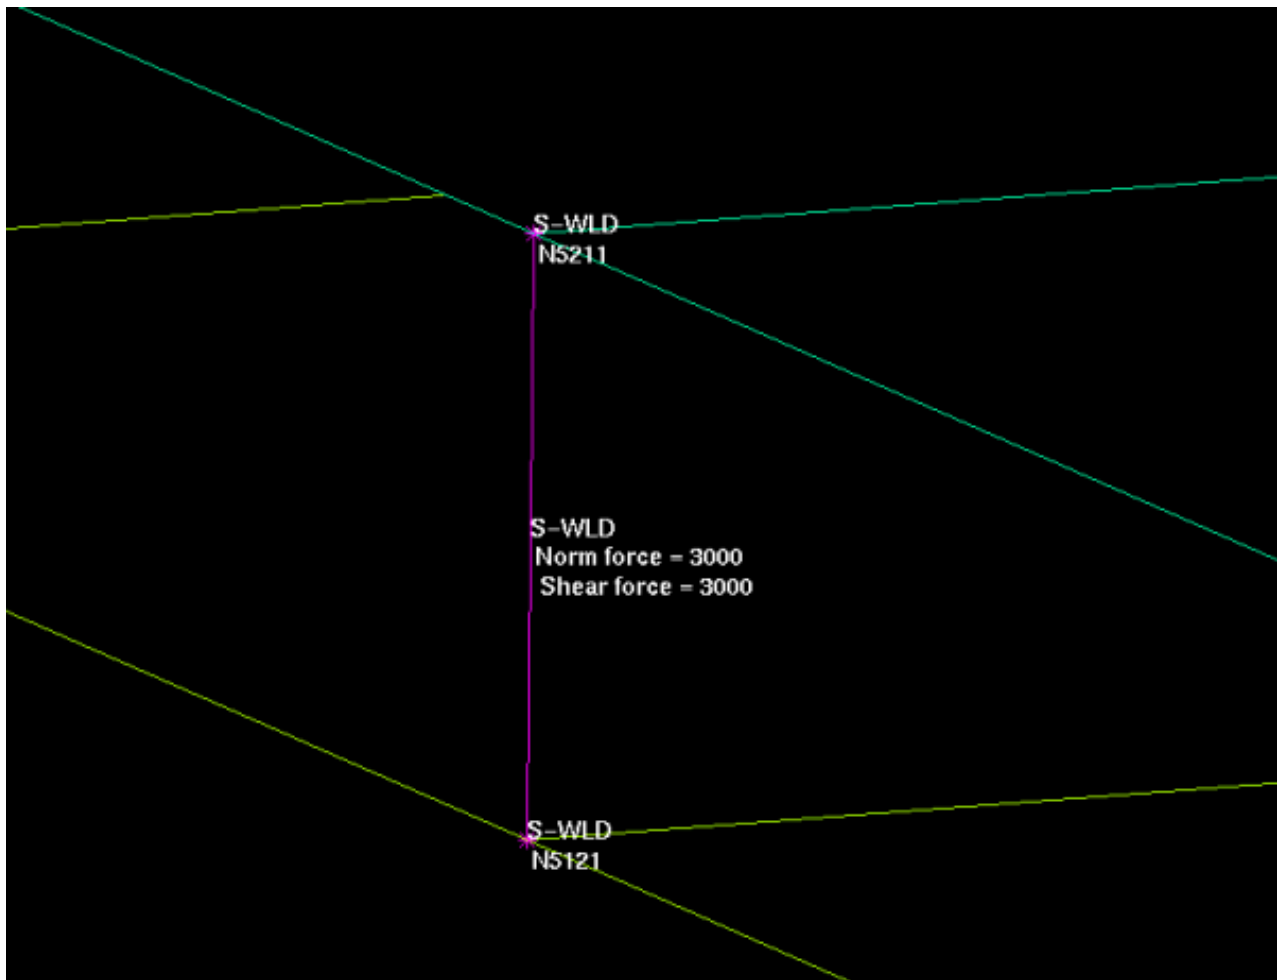 S-WLD
N5211
S-WLD
Norm force = 3000
Shear force = 3000
S-WLD
N5121